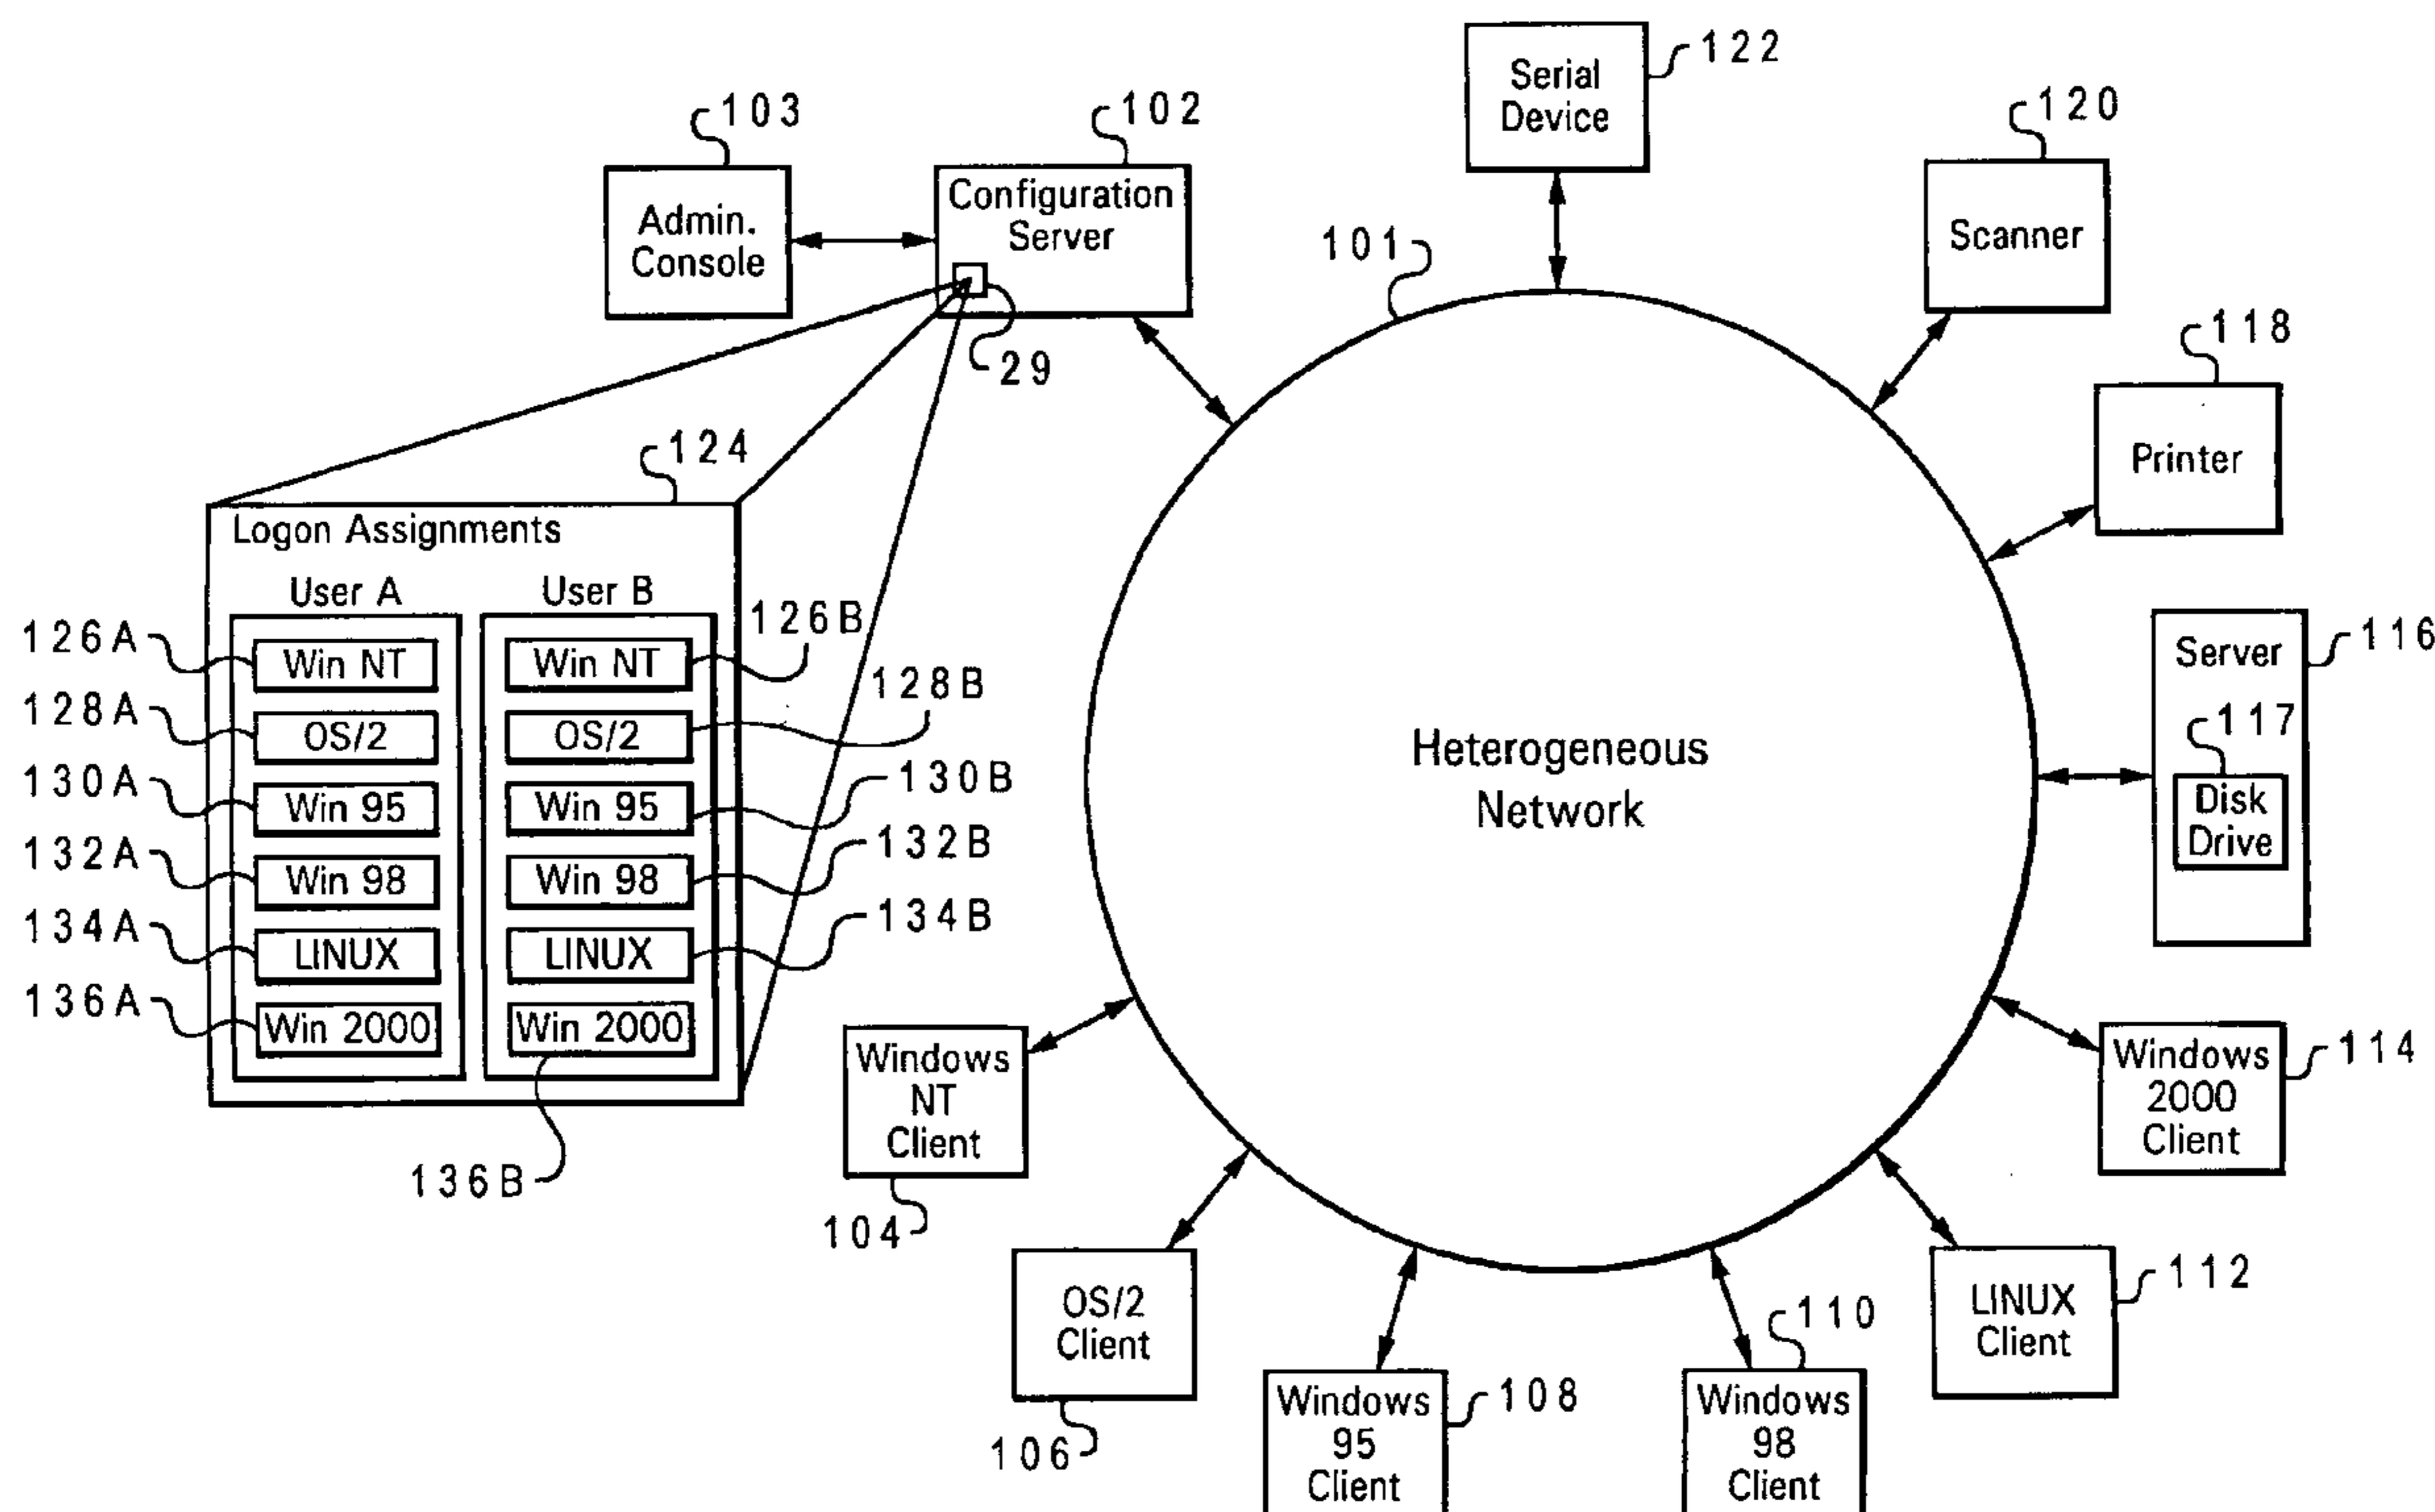 122
Serial
Device
103
102
120
Admin.
Console
Configuration
Server
101
Scanner
29
118
Printer
124
Logon Assignments
User A
User B
126A
Win NT
Win NT
126B
128A
OS/2
OS/2
128B
130A
Win 95
Win 95
130B
132A
Win 98
Win 98
132B
134A
LINUX
LINUX
134B
136A
Win 2000
Win 2000
136B
Heterogeneous
Network
Server
116
117
Disk
Drive
Windows
NT
Client
104
Windows
2000
Client
114
OS/2
Client
106
Windows
95
Client
108
110
Windows
98
Client
LINUX
Client
112